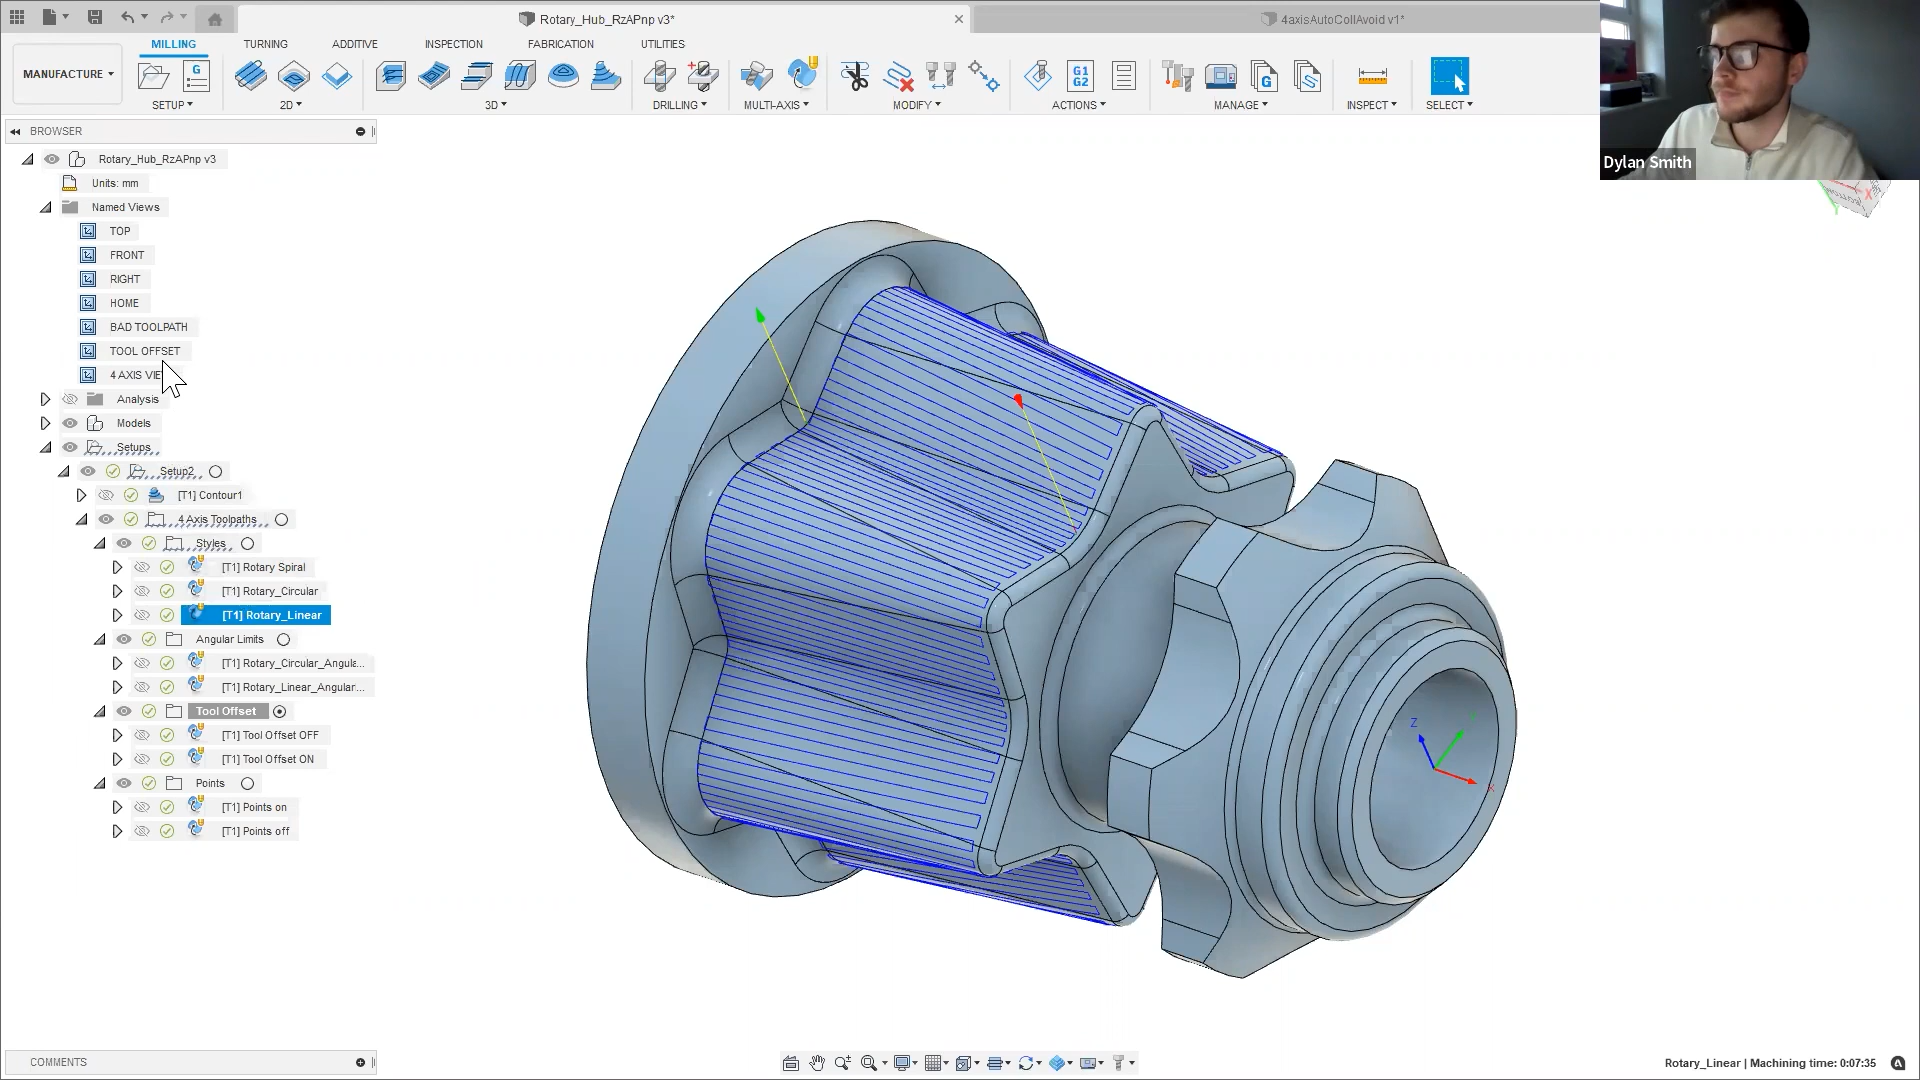 Rotary_Hub_RzAPnp v3*
4axisAutoCollAvoid v1*
MILLING
TURNING
ADDITIVE
INSPECTION
FABRICATION
UTILITIES
MANUFACTURE
SETUP
2D
3D
DRILLING
MULTI-AXIS
MODIFY
ACTIONS
MANAGE
INSPECT
SELECT
G
G1
G2
G
Dylan Smith
BROWSER
Rotary_Hub_RzAPnp v3
Units: mm
Named Views
TOP
FRONT
RIGHT
HOME
BAD TOOLPATH
TOOL OFFSET
4 AXIS VIE
Analysis
Models
Setups
Setup2
[T1] Contour1
4 Axis Toolpaths
Styles
[T1] Rotary Spiral
[T1] Rotary_Circular
[T1] Rotary_Linear
Angular Limits
[T1] Rotary_Circular_Angula...
[T1] Rotary_Linear_Angular...
Tool Offset
[T1] Tool Offset OFF
[T1] Tool Offset ON
Points
[T1] Points on
[T1] Points off
X
Y
Z
X
COMMENTS
Rotary_Linear | Machining time: 0:07:35